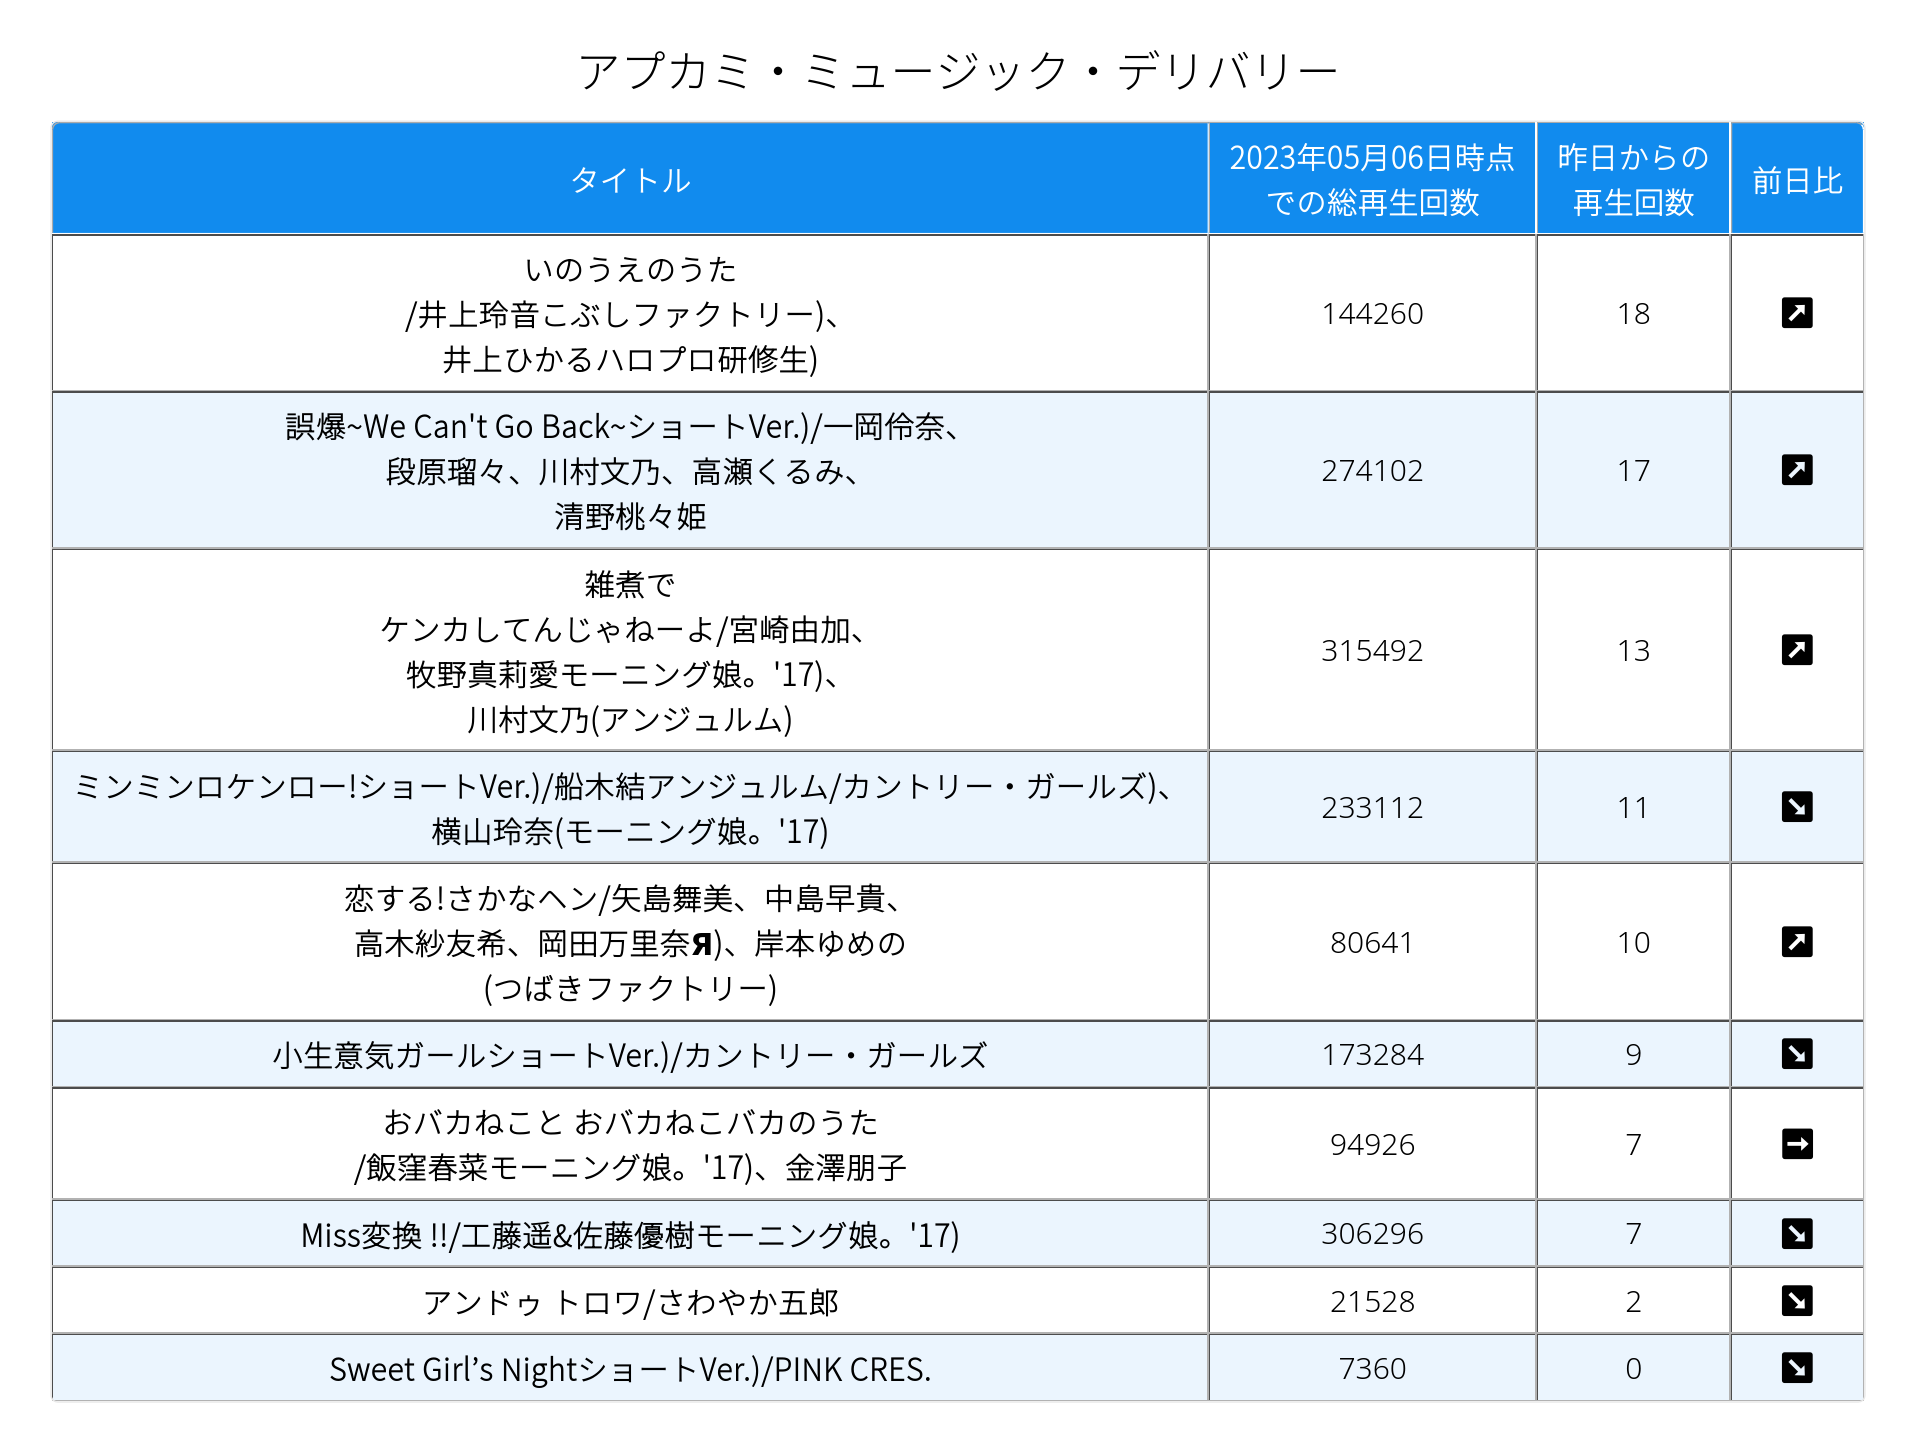 アプカミ・ミュージック・デリバリー
タイトル
2023年05月06日時点
での総再生回数
昨日からの
再生回数
前日比
いのうえのうた
/井上玲音こぶしファクトリー)、
井上ひかるハロプロ研修生)
144260
18
誤爆~We Can't Go Back~ショートVer.)/一岡伶奈、
段原瑠々、川村文乃、高瀬くるみ、
清野桃々姫
274102
17
雑煮で
ケンカしてんじゃねーよ/宮崎由加、
牧野真莉愛モーニング娘。'17)、
川村文乃(アンジュルム)
315492
13
ミンミンロケンロー!ショートVer.)/船木結アンジュルム/カントリー・ガールズ)、
横山玲奈(モーニング娘。'17)
233112
11
恋する!さかなヘン/矢島舞美、中島早貴、
高木紗友希、岡田万里奈Я)、岸本ゆめの
(つばきファクトリー)
80641
10
小生意気ガールショートVer.)/カントリー・ガールズ
173284
9
おバカねこと おバカねこバカのうた
/飯窪春菜モーニング娘。'17)、金澤朋子
94926
7
Miss変換 !!/工藤遥&佐藤優樹モーニング娘。'17)
306296
7
アンドゥ トロワ/さわやか五郎
21528
2
Sweet Girl’s NightショートVer.)/PINK CRES.
7360
0